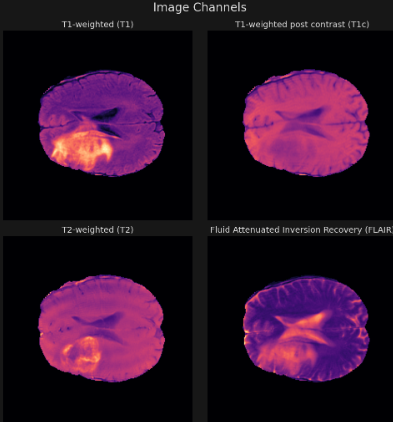 Image Channels
T1-weighted (T1)
T1-weighted post contrast (T1c)
T2-weighted (T2)
Fluid Attenuated Inversion Recovery (FLAIR)